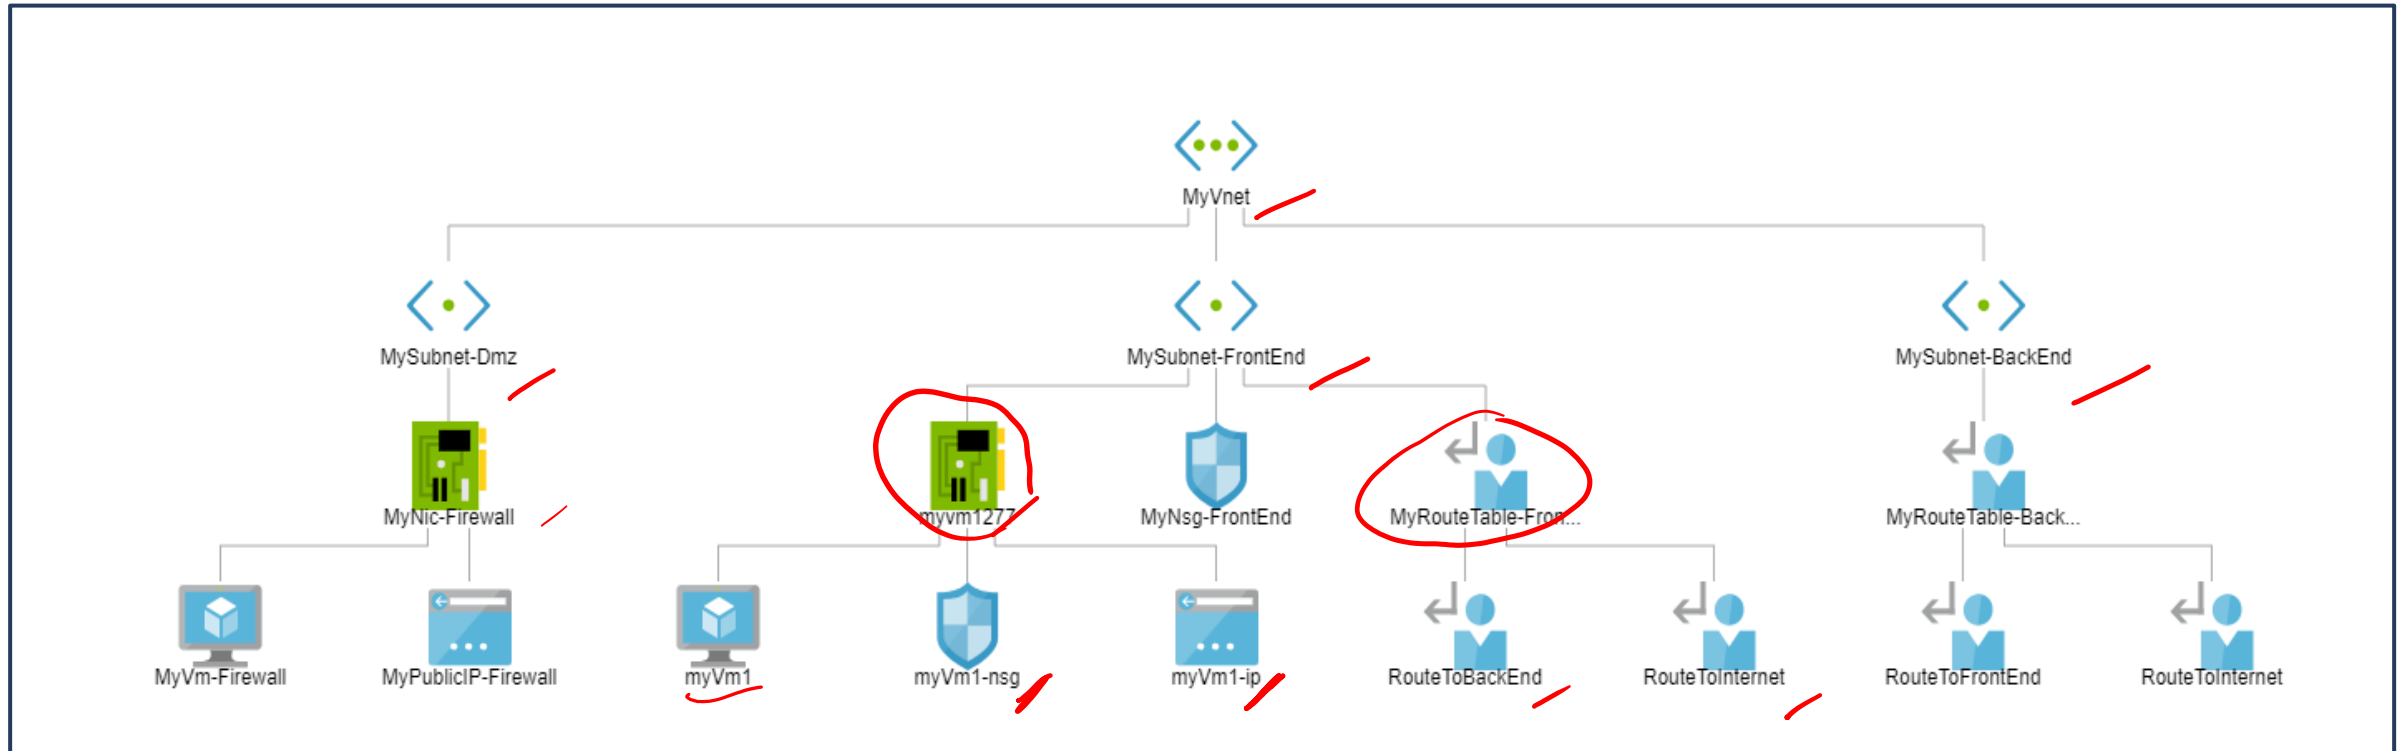 MyVnet
MySubnet-Dmz
MySubnet-FrontEnd
MySubnet-BackEnd
MyNic-Firewall
myvm1277
MyNsg-FrontEnd
MyRouteTable-Fron...
MyRouteTable-Back...
MyVm-Firewall
MyPublicIP-Firewall
myVm1
myVm1-nsg
myVm1-ip
RouteToBackEnd
RouteToInternet
RouteToFrontEnd
RouteToInternet